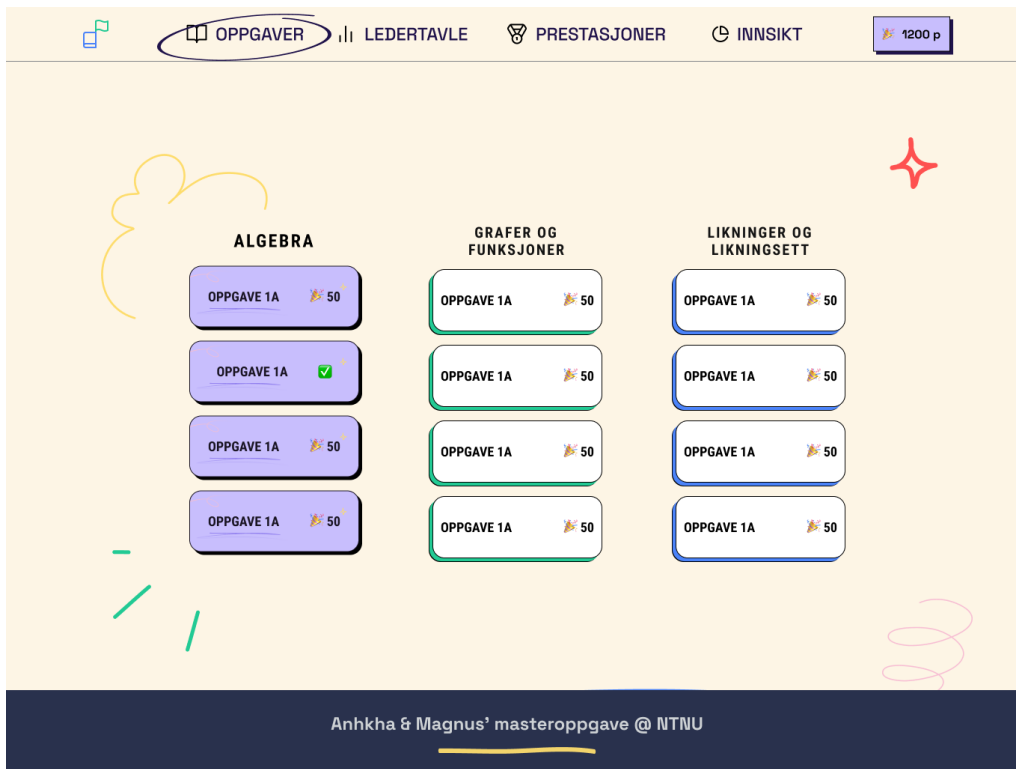 OPPGAVER
LEDERTAVLE
PRESTASJONER
INNSIKT
1200 p
ALGEBRA
OPPGAVE 1A 50
OPPGAVE 1A
OPPGAVE 1A 50
OPPGAVE 1A 50
GRAFER OG
FUNKSJONER
OPPGAVE 1A 50
OPPGAVE 1A 50
OPPGAVE 1A 50
OPPGAVE 1A 50
LIKNINGER OG
LIKNINGSETT
OPPGAVE 1A 50
OPPGAVE 1A 50
OPPGAVE 1A 50
OPPGAVE 1A 50
Anhkha & Magnus’ masteroppgave @ NTNU